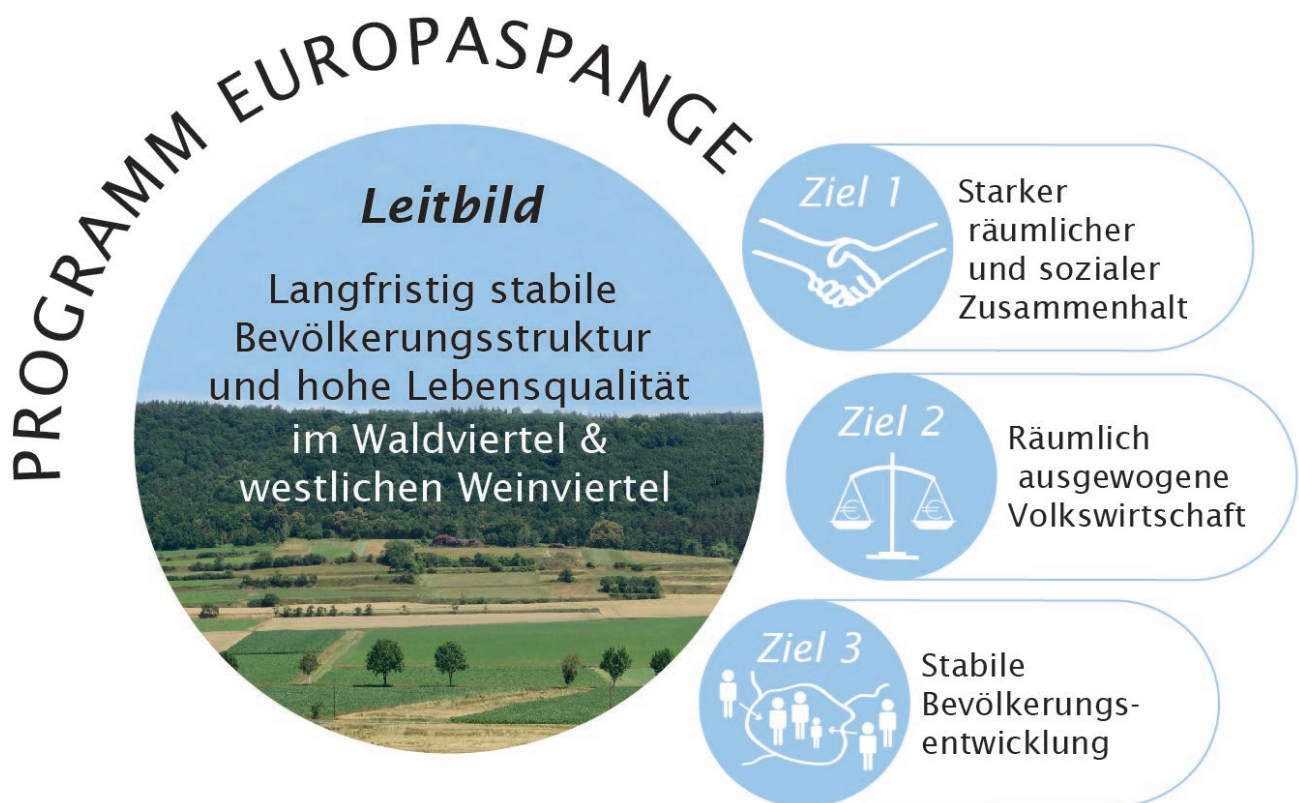 PROGRAMM EUROPASPANGE
Leitbild
Langfristig stabile
Bevölkerungsstruktur
und hohe Lebensqualität
im Waldviertel &
westlichen Weinviertel
Ziel 1
Starker
räumlicher
und sozialer
Zusammenhalt
Ziel 2
€ €
Räumlich
ausgewogene
Volkswirtschaft
Ziel 3
Stabile
Bevölkerungs-
entwicklung